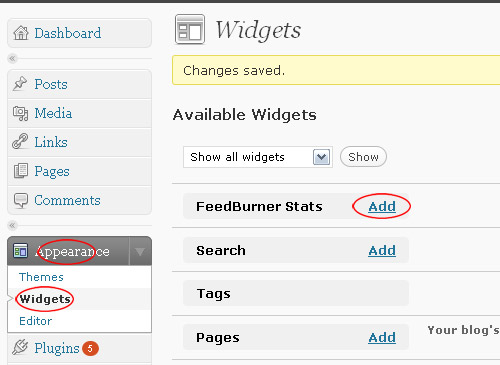 Dashboard
Posts
Media
Links
Pages
Comments
Appearance
Themes
Widgets
Editor
Plugins 5
Widgets
Changes saved.
Available Widgets
Show all widgets Show
FeedBurner Stats Add
Search Add
Tags
Pages Add
Your blog's